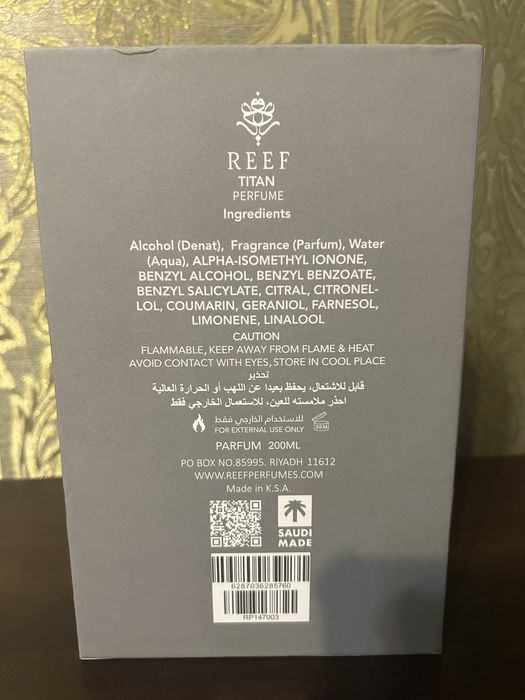 REEF
TITAN
PERFUME
Ingredients
Alcohol (Denat), Fragrance (Parfum), Water
(Aqua), ALPHA-ISOMETHYL IONONE,
BENZYL ALCOHOL, BENZYL BENZOATE,
BENZYL SALICYLATE, CITRAL, CITRONEL-
LOL, COUMARIN, GERANIOL, FARNESOL,
LIMONENE, LINALOOL
CAUTION
FLAMMABLE, KEEP AWAY FROM FLAME & HEAT
AVOID CONTACT WITH EYES, STORE IN COOL PLACE
تحذير
قابل للاشتعال، يحفظ بعيدا عن اللهب أو الحرارة العالية
احذر ملامسته للعين، للاستعمال الخارجي فقط
للاستخدام الخارجي فقط
FOR EXTERNAL USE ONLY
36M
PARFUM 200ML
PO BOX NO.85995. RIYADH 11612
WWW.REEFPERFUMES.COM
Made in K.S.A.
SAUDI
MADE
6287036285760
RP147003